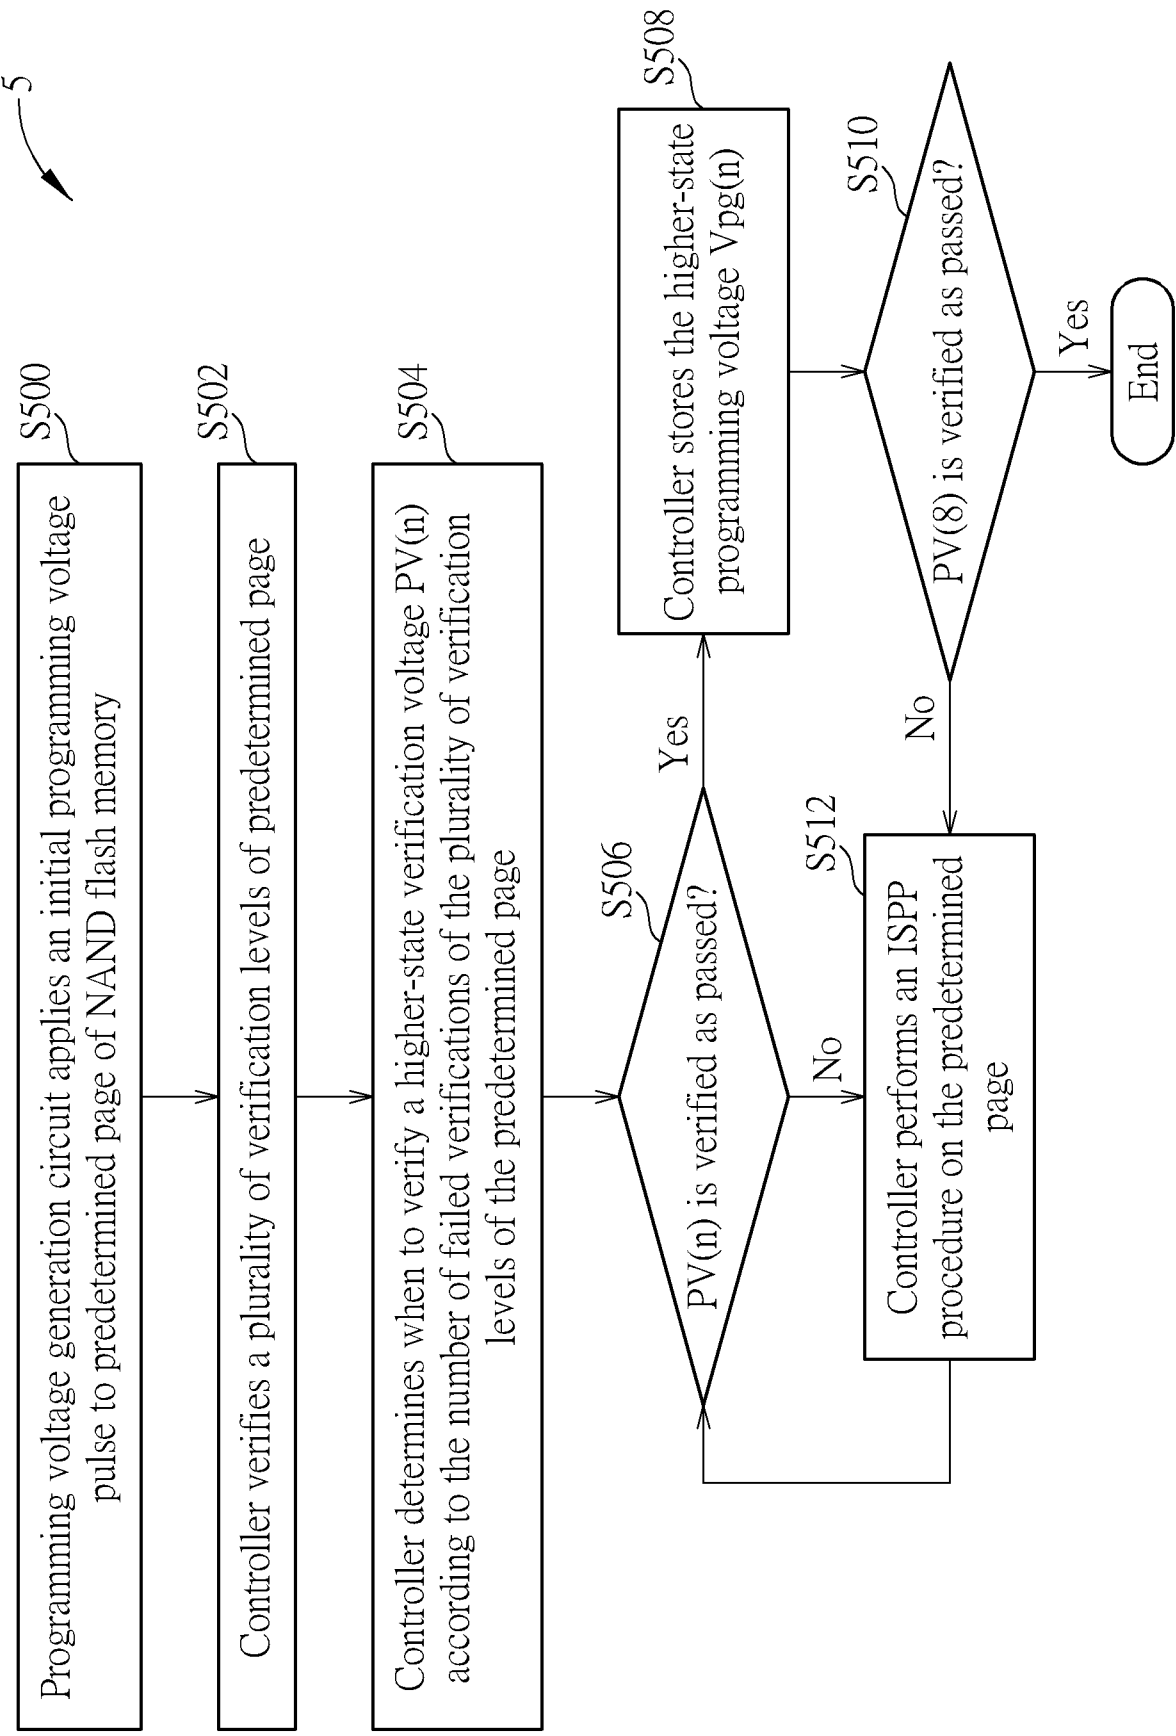 5
S500
Programming voltage generation circuit applies an initial programming voltage
pulse to predetermined page of NAND flash memory
S502
Controller verifies a plurality of verification levels of predetermined page
S504
Controller determines when to verify a higher-state verification voltage PV(n)
according to the number of failed verifications of the plurality of verification
levels of the predetermined page
S506
PV(n) is verified as passed?
Yes
No
S508
Controller stores the higher-state
programming voltage Vpg(n)
S510
PV(8) is verified as passed?
No
Yes
S512
Controller performs an ISPP
procedure on the predetermined
page
End